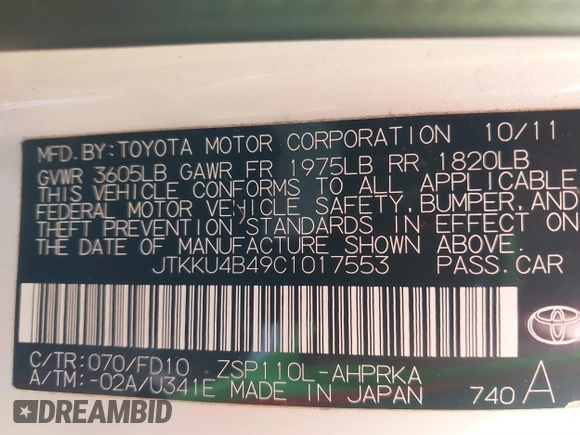 MFD.BY:TOYOTA MOTOR CORPORATION 10/11
GVWR 3605LB GAWR FR 1975LB RR 1820LB
THIS VEHICLE CONFORMS TO ALL APPLICABLE
FEDERAL MOTOR VEHICLE SAFETY,BUMPER,AND
THEFT PREVENTION STANDARDS IN EFFECT ON
THE DATE OF MANUFACTURE SHOWN ABOVE.
JTKKU4B49C1017553 PASS.CAR
C/TR:070/FD10 ZSP110L-AHPRKA
A/TM:-02A/U341E MADE IN JAPAN 740 A
DREAMBID